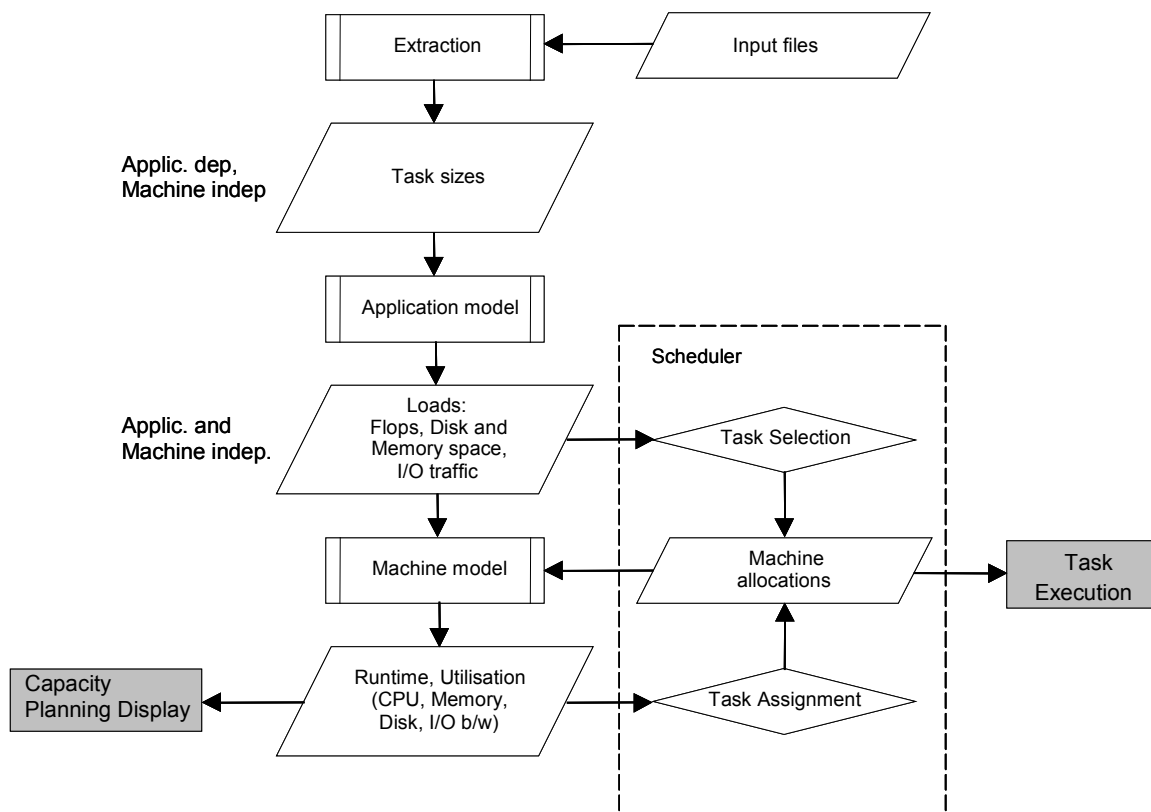 Extraction
Input files
Applic. dep,
Machine indep
Task sizes
Application model
Scheduler
Applic. and
Machine indep.
Loads:
Flops, Disk and
Memory space,
I/O traffic
Task Selection
Machine model
Machine
allocations
Task
Execution
Capacity
Planning Display
Runtime, Utilisation
(CPU, Memory,
Disk, I/O b/w)
Task Assignment